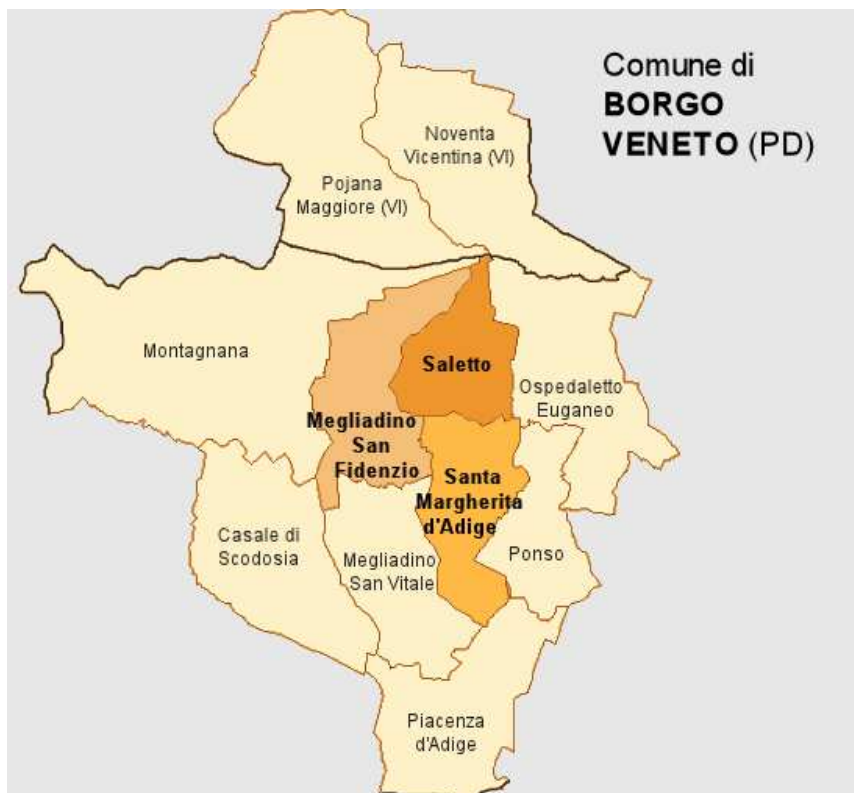 Comune di
BORGO
VENETO (PD)
Noventa
Vicentina (VI)
Pojana
Maggiore (VI)
Montagnana
Saletto
Ospedaletto
Euganeo
Megliadino
San
Fidenzio
Santa
Margherita
d'Adige
Casale di
Scodosia
Megliadino
San Vitale
Ponso
Piacenza
d'Adige